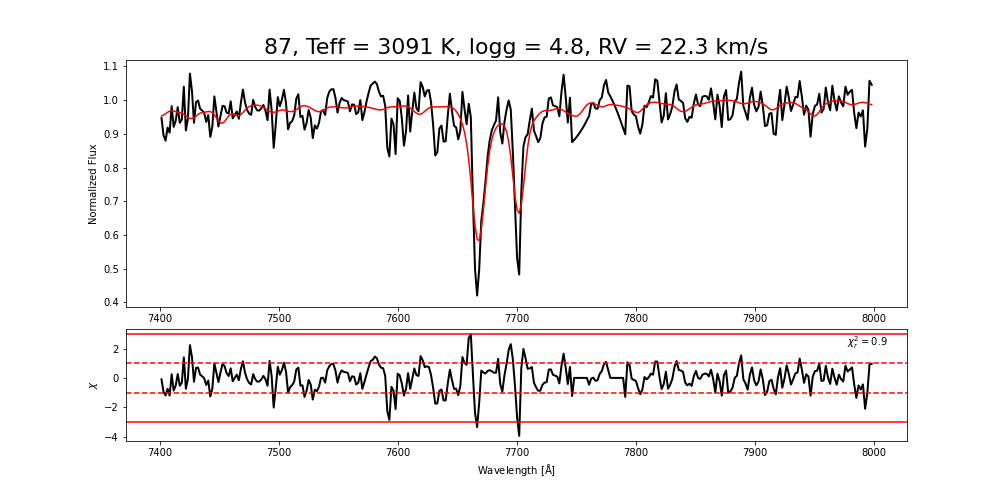 87, Teff = 3091 K, logg = 4.8, RV = 22.3 km/s
Normalized Flux
1.1
1.0
0.9
0.8
0.7
0.6
0.5
0.4
7400 7500 7600 7700 7800 7900 8000
χ
2
0
−2
−4
χ²ᵣ = 0.9
7400 7500 7600 7700 7800 7900 8000
Wavelength [Å]